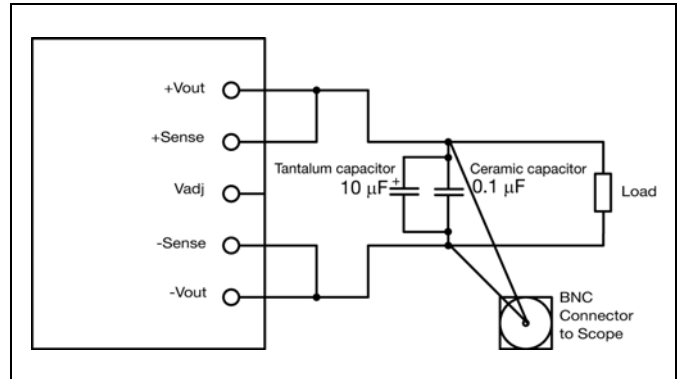 +Vout
+Sense
Vadj
-Sense
-Vout
Tantalum capacitor
10 µF
+
Ceramic capacitor
0.1 µF
Load
BNC
Connector
to Scope